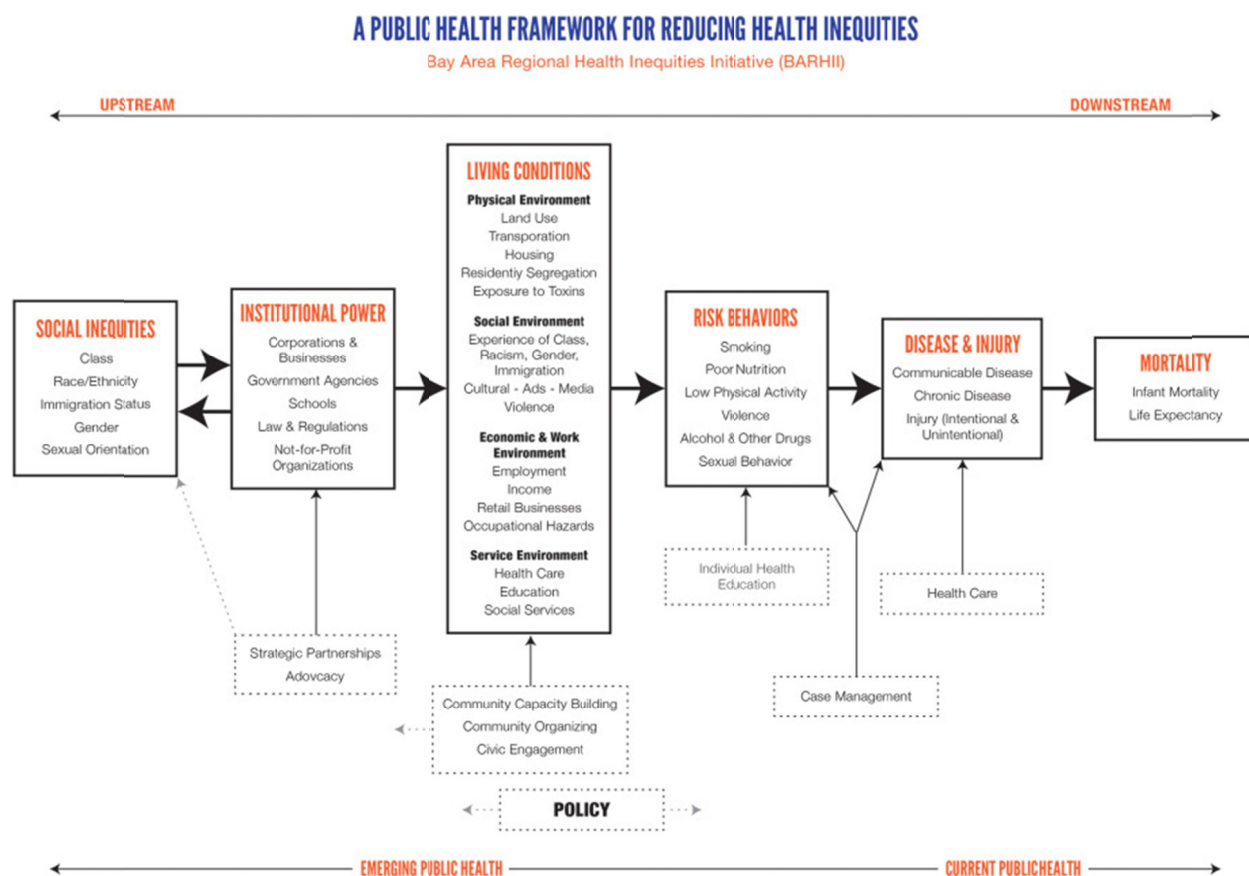 A PUBLIC HEALTH FRAMEWORK FOR REDUCING HEALTH INEQUITIES
Bay Area Regional Health Inequities Initiative (BARHII)
UPSTREAM
DOWNSTREAM
SOCIAL INEQUITIES
Class
Race/Ethnicity
Immigration Status
Gender
Sexual Orientation
INSTITUTIONAL POWER
Corporations &
Businesses
Government Agencies
Schools
Law & Regulations
Not-for-Profit
Organizations
LIVING CONDITIONS
Physical Environment
Land Use
Transporation
Housing
Residentiy Segregation
Exposure to Toxins
Social Environment
Experience of Class,
Racism, Gender,
Immigration
Cultural - Ads - Media
Violence
Economic & Work
Environment
Employment
Income
Retail Businesses
Occupational Hazards
Service Environment
Health Care
Education
Social Services
RISK BEHAVIORS
Smoking
Poor Nutrition
Low Physical Activity
Violence
Alcohol & Other Drugs
Sexual Behavior
DISEASE & INJURY
Communicable Disease
Chronic Disease
Injury (Intentional &
Unintentional)
MORTALITY
Infant Mortality
Life Expectancy
Strategic Partnerships
Adovcacy
Community Capacity Building
Community Organizing
Civic Engagement
Individual Health
Education
Case Management
Health Care
POLICY
EMERGING PUBLIC HEALTH
CURRENT PUBLICHEALTH